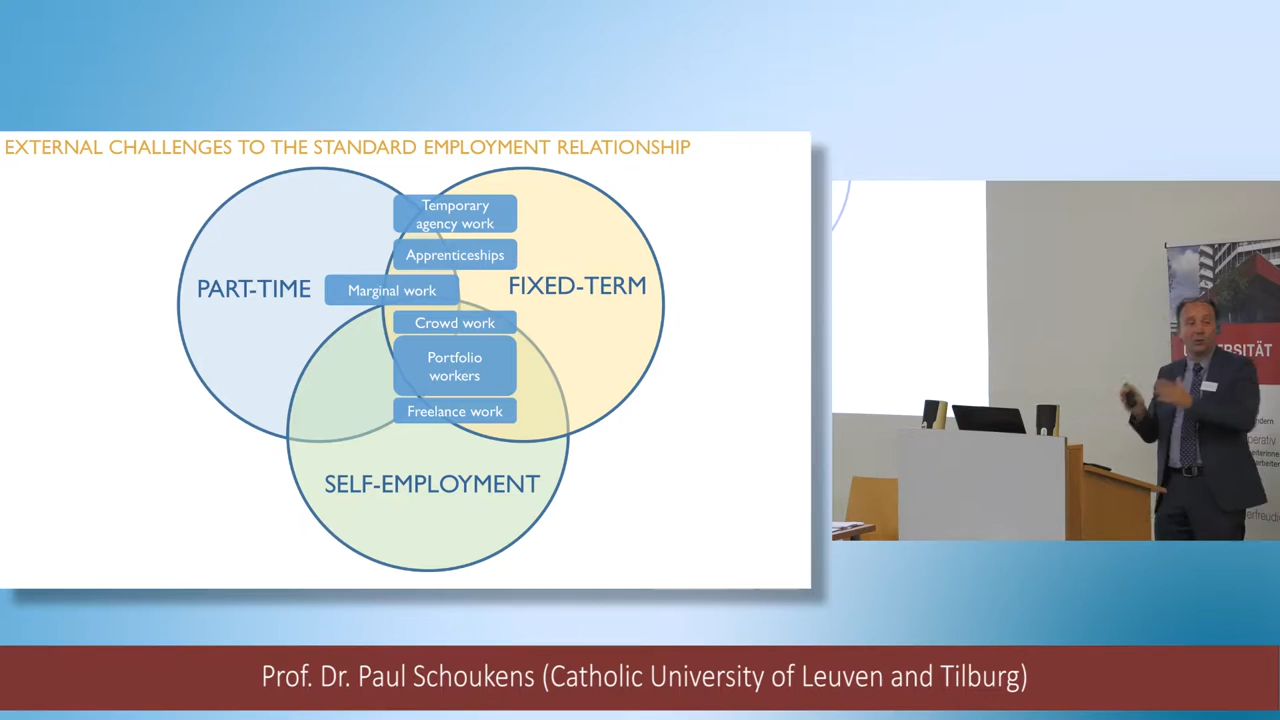 EXTERNAL CHALLENGES TO THE STANDARD EMPLOYMENT RELATIONSHIP
Temporary
agency work
Apprenticeships
PART-TIME
Marginal work
FIXED-TERM
Crowd work
Portfolio
workers
Freelance work
SELF-EMPLOYMENT
ERSITÄT
Prof. Dr. Paul Schoukens (Catholic University of Leuven and Tilburg)